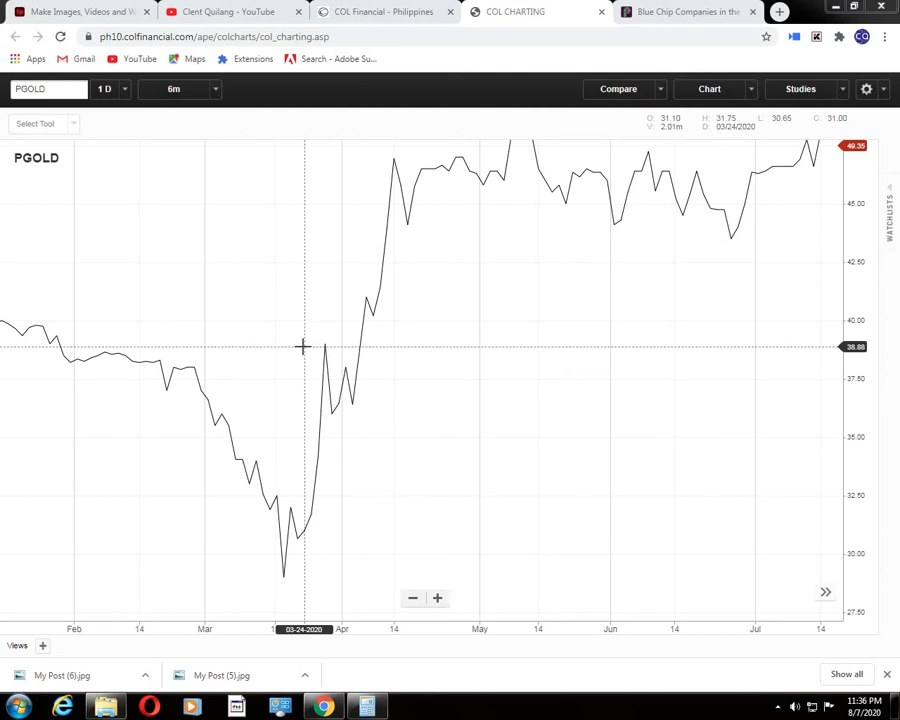 Make Images, Videos and W
Clent Quilang - YouTube
COL Financial - Philippines
COL CHARTING
Blue Chip Companies in the
ph10.colfinancial.com/ape/colcharts/col_charting.asp
CQ
Apps
Gmail
YouTube
Maps
Extensions
Search - Adobe Su...
PGOLD
1 D
6m
Compare
Chart
Studies
Select Tool
O: 31.10 H: 31.75 L: 30.65 C: 31.00
V: 2.01m D: 03/24/2020
PGOLD
49.35
45.00
42.50
40.00
38.88
37.50
35.00
32.50
30.00
27.50
WATCHLISTS
Feb 14 Mar 1 03-24-2020 Apr 14 May 14 Jun 14 Jul 14
Views
My Post (6).jpg
My Post (5).jpg
Show all
11:36 PM
8/7/2020